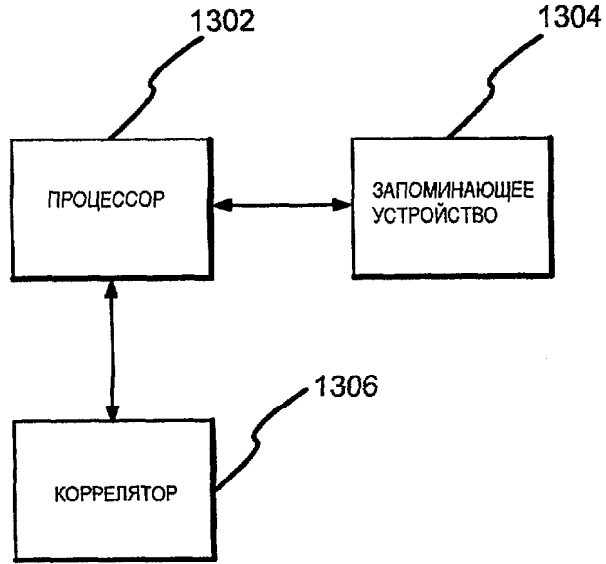 1302
1304
ПРОЦЕССОР
ЗАПОМИНАЮЩЕЕ
УСТРОЙСТВО
1306
КОРРЕЛЯТОР